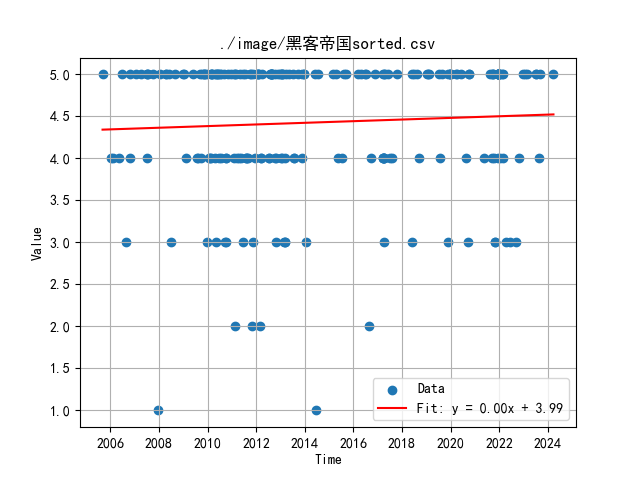 ./image/黑客帝国sorted.csv
5.0
4.5
4.0
3.5
3.0
2.5
2.0
1.5
1.0
Value
Data
Fit: y = 0.00x + 3.99
2006 2008 2010 2012 2014 2016 2018 2020 2022 2024
Time